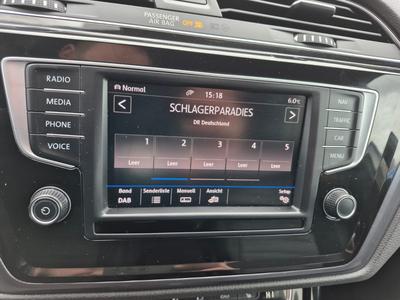 PASSENGER
AIR BAG OFF
RADIO
MEDIA
PHONE
VOICE
Normal 15:18 6.0°C
SCHLAGERPARADIES
DR Deutschland
1 2 3 4 5
Leer Leer Leer Leer Leer
Band Senderliste Manuell Ansicht Setup
DAB
NAV
TRAFFIC
CAR
MENU